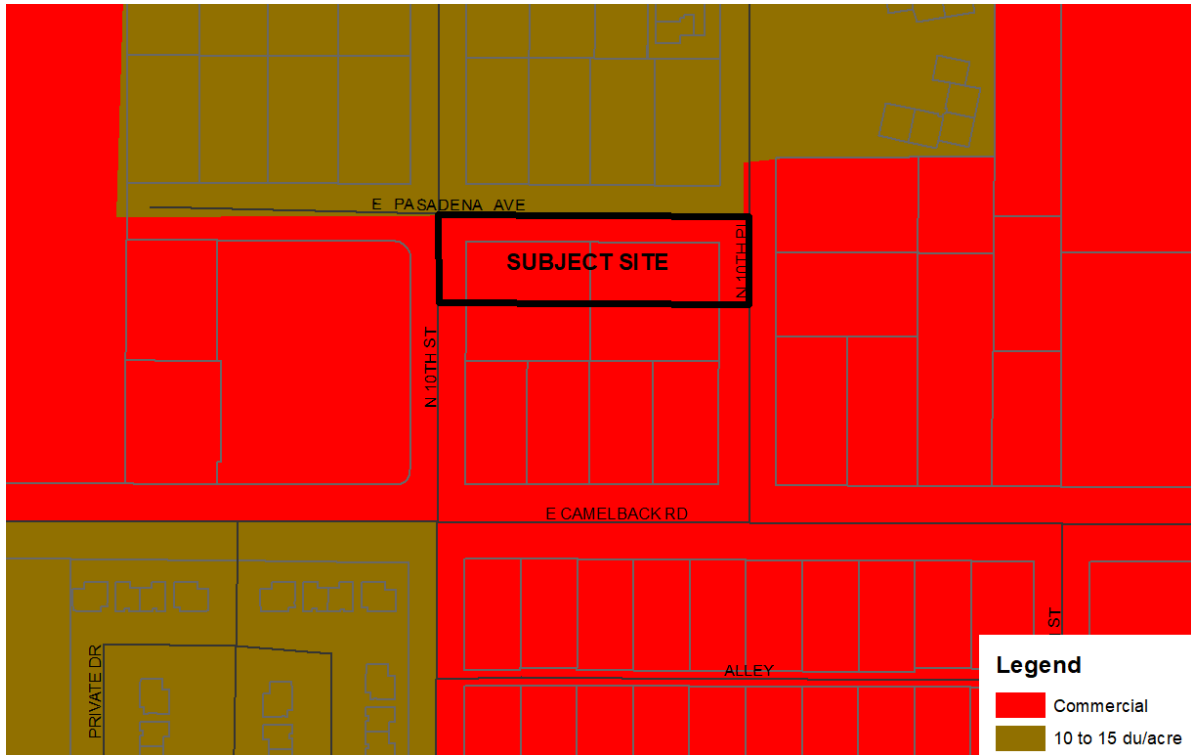 E PASADENA AVE
SUBJECT SITE
N 10TH PL
N 10TH ST
E CAMELBACK RD
ST
PRIVATE DR
ALLEY
Legend
Commercial
10 to 15 du/acre